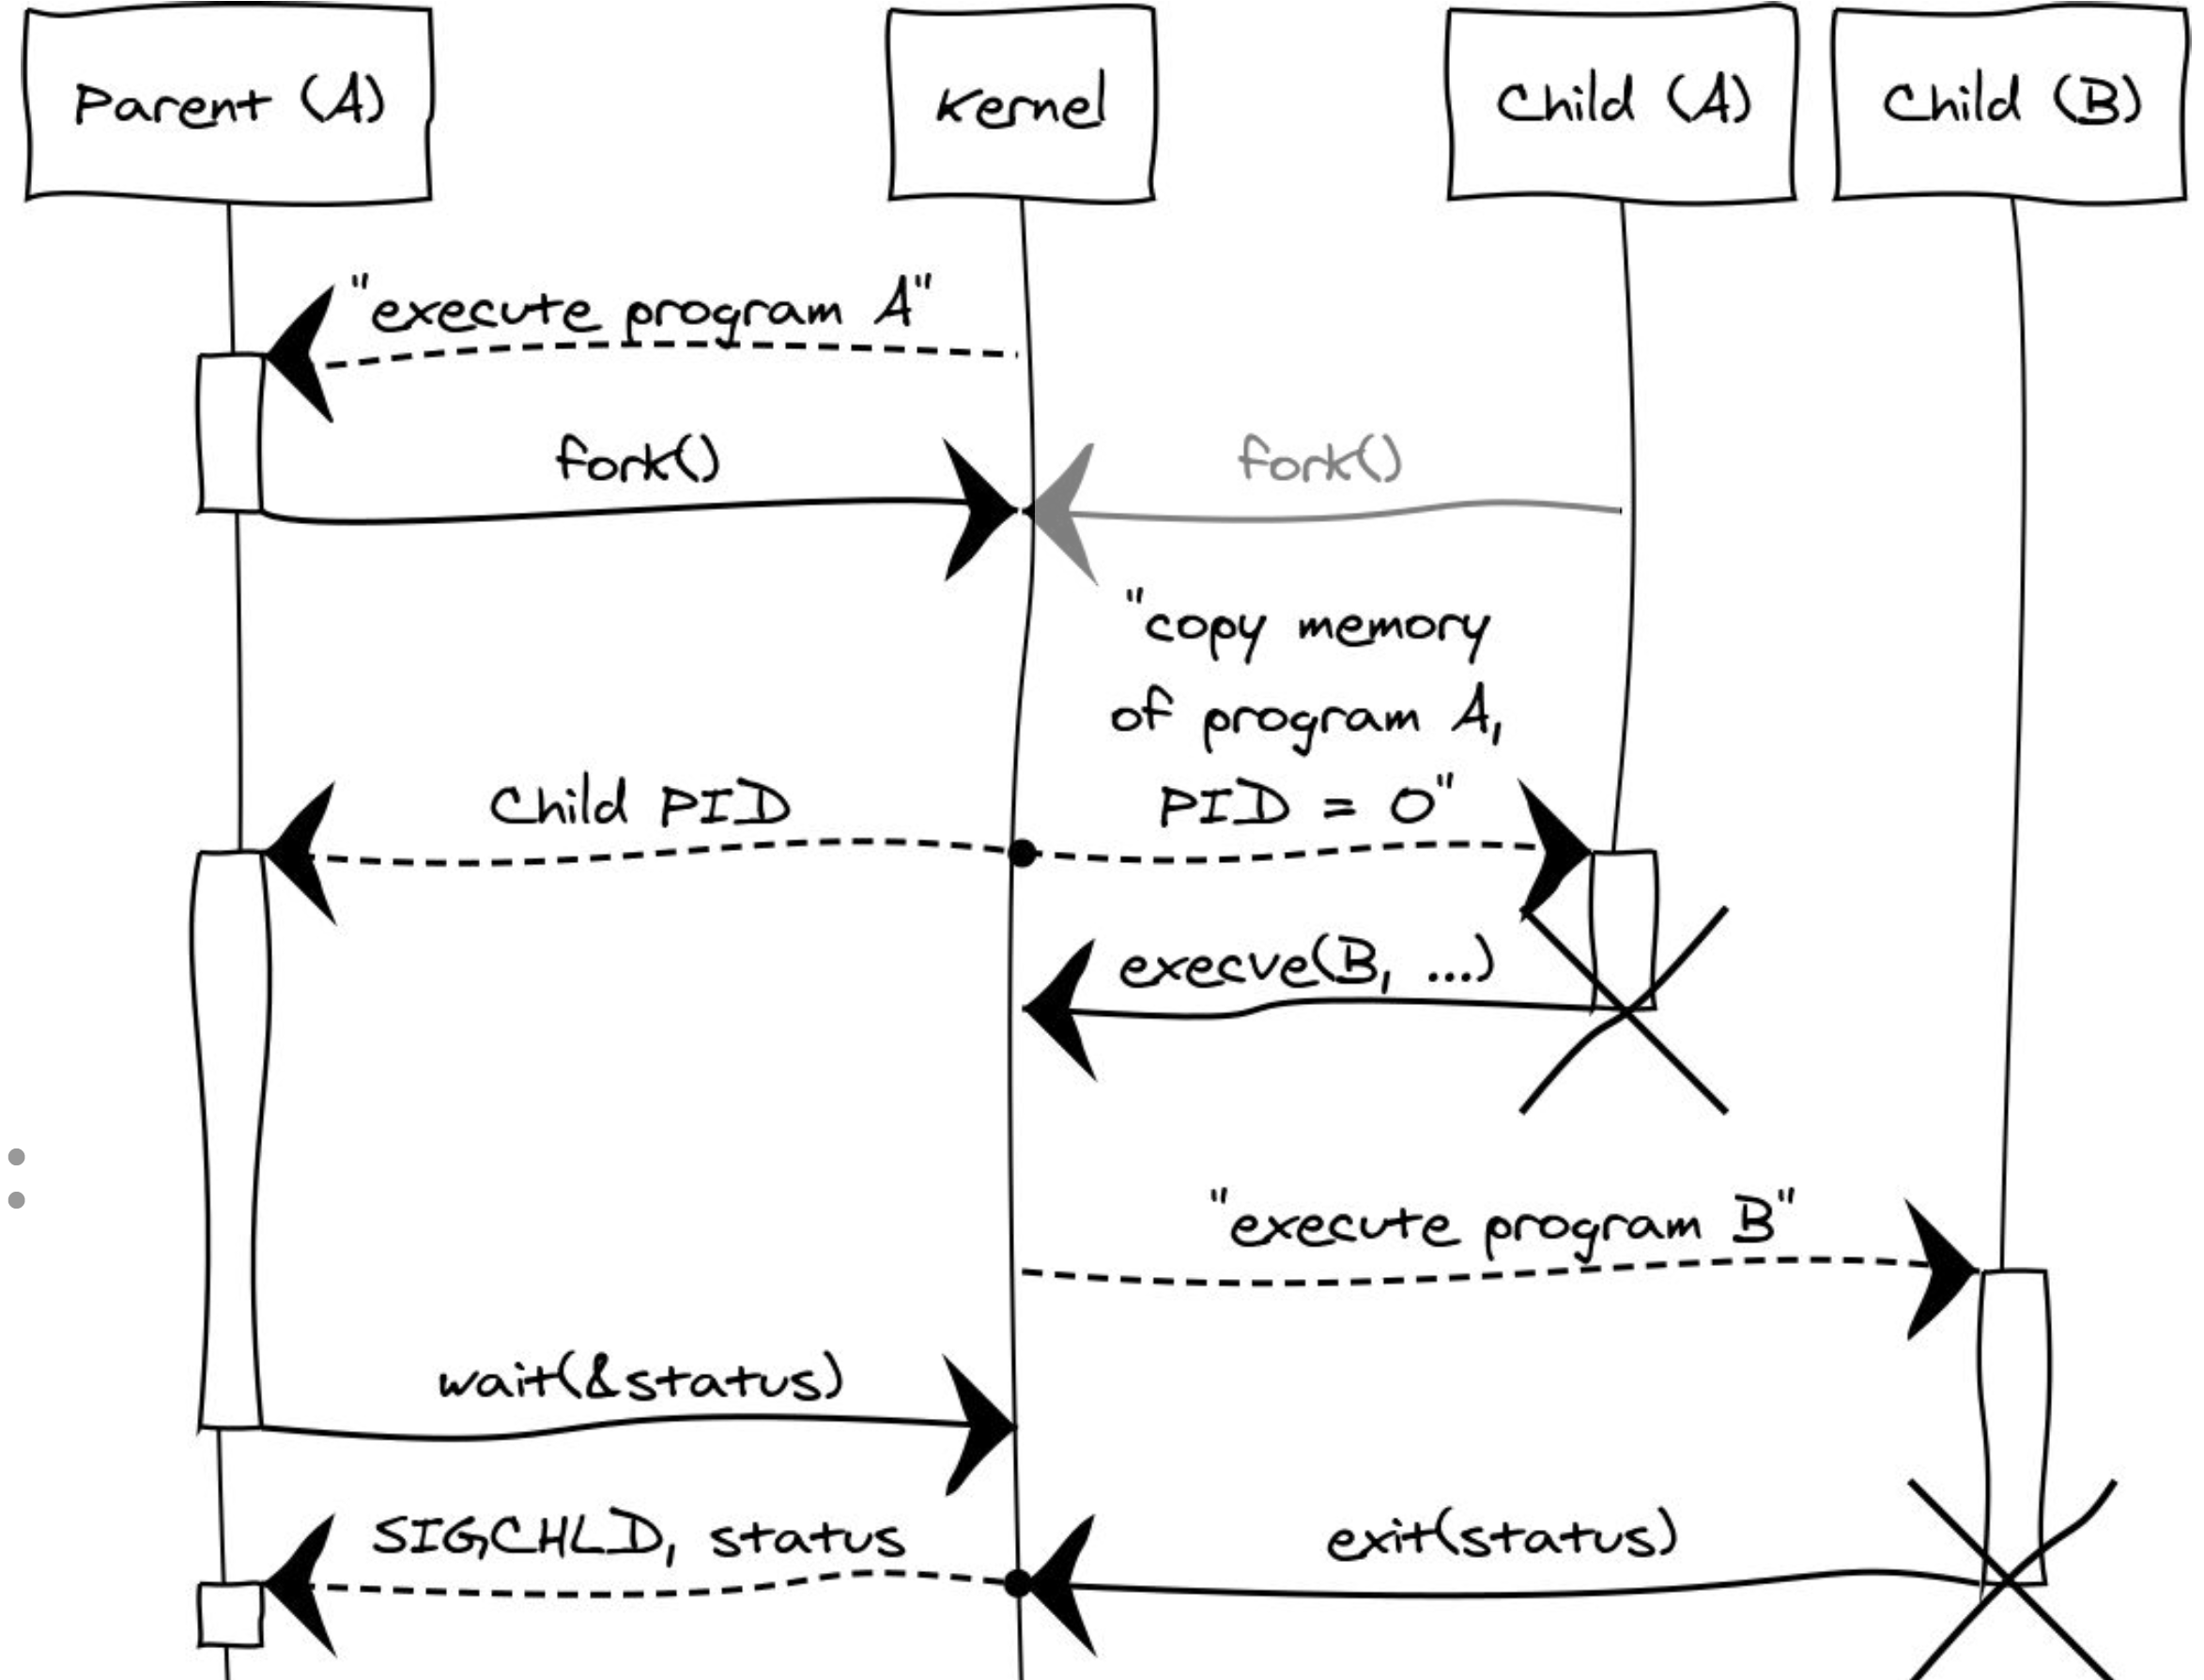 Parent (A)
Kernel
Child (A)
Child (B)
"execute program A"
fork()
fork()
"copy memory
of program A,
PID = 0"
Child PID
execve(B, ...)
"execute program B"
wait(&status)
SIGCHLD, status
exit(status)